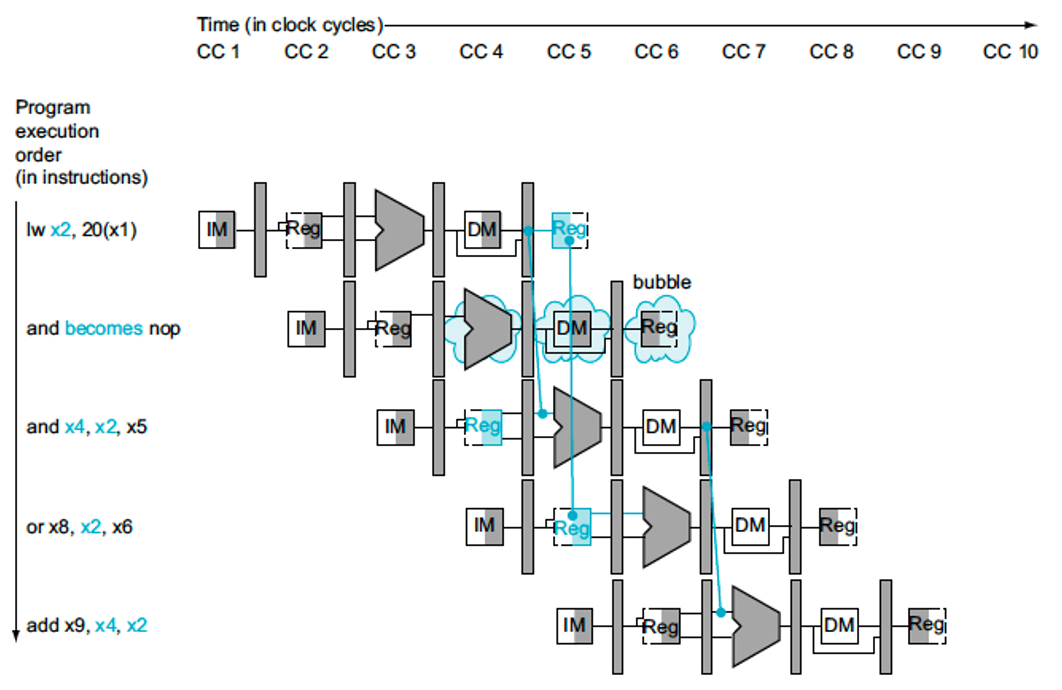 Time (in clock cycles)
CC 1 CC 2 CC 3 CC 4 CC 5 CC 6 CC 7 CC 8 CC 9 CC 10
Program
execution
order
(in instructions)
lw x2, 20(x1)
IM Reg DM Reg
bubble
and becomes nop
IM Reg DM Reg
and x4, x2, x5
IM Reg DM Reg
or x8, x2, x6
IM Reg DM Reg
add x9, x4, x2
IM Reg DM Reg